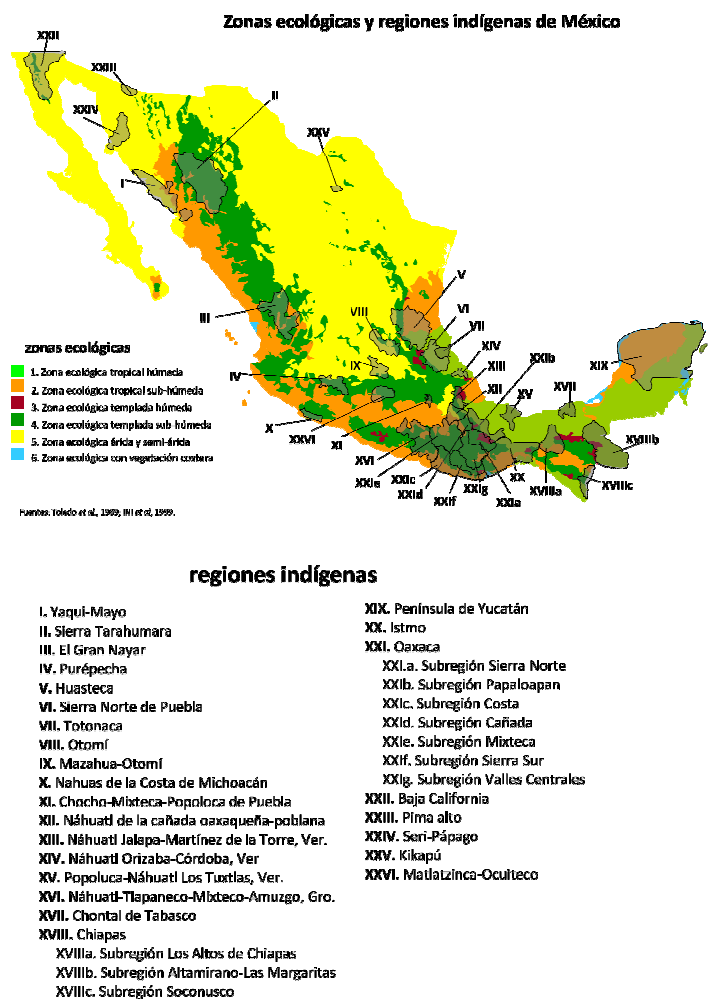 Zonas ecológicas y regiones indígenas de México
XXII
XXIII
II
XXIV
XXV
I
V
III
VIII
VI
VII
XIV
XXIb
IV
IX
XIII
XIX
XII
XV
XVII
X
XXVI
XI
XVIIIb
XVI
XXIe
XXIc
XX
XVIIIa
XVIIIc
XXId
XXIf
XXIg
XXIa
zonas ecológicas
1. Zona ecológica tropical húmeda
2. Zona ecológica tropical sub-húmeda
3. Zona ecológica templada húmeda
4. Zona ecológica templada sub-húmeda
5. Zona ecológica árida y semi-árida
6. Zona ecológica con vegetación costera
Fuentes: Toledo et al., 1989; INI et al, 1999.
regiones indígenas
I. Yaqui-Mayo
II. Sierra Tarahumara
III. El Gran Nayar
IV. Purépecha
V. Huasteca
VI. Sierra Norte de Puebla
VII. Totonaca
VIII. Otomí
IX. Mazahua-Otomí
X. Nahuas de la Costa de Michoacán
XI. Chocho-Mixteca-Popoloca de Puebla
XII. Náhuatl de la cañada oaxaqueña-poblana
XIII. Náhuatl Jalapa-Martínez de la Torre, Ver.
XIV. Náhuatl Orizaba-Córdoba, Ver
XV. Popoluca-Náhuatl Los Tuxtlas, Ver.
XVI. Náhuatl-Tlapaneco-Mixteco-Amuzgo, Gro.
XVII. Chontal de Tabasco
XVIII. Chiapas
XVIIIa. Subregión Los Altos de Chiapas
XVIIIb. Subregión Altamirano-Las Margaritas
XVIIIc. Subregión Soconusco
XIX. Península de Yucatán
XX. Istmo
XXI. Oaxaca
XXI.a. Subregión Sierra Norte
XXIb. Subregión Papaloapan
XXIc. Subregión Costa
XXId. Subregión Cañada
XXIe. Subregión Mixteca
XXIf. Subregión Sierra Sur
XXIg. Subregión Valles Centrales
XXII. Baja California
XXIII. Pima alto
XXIV. Seri-Pápago
XXV. Kikapú
XXVI. Matlatzinca-Ocuilteco